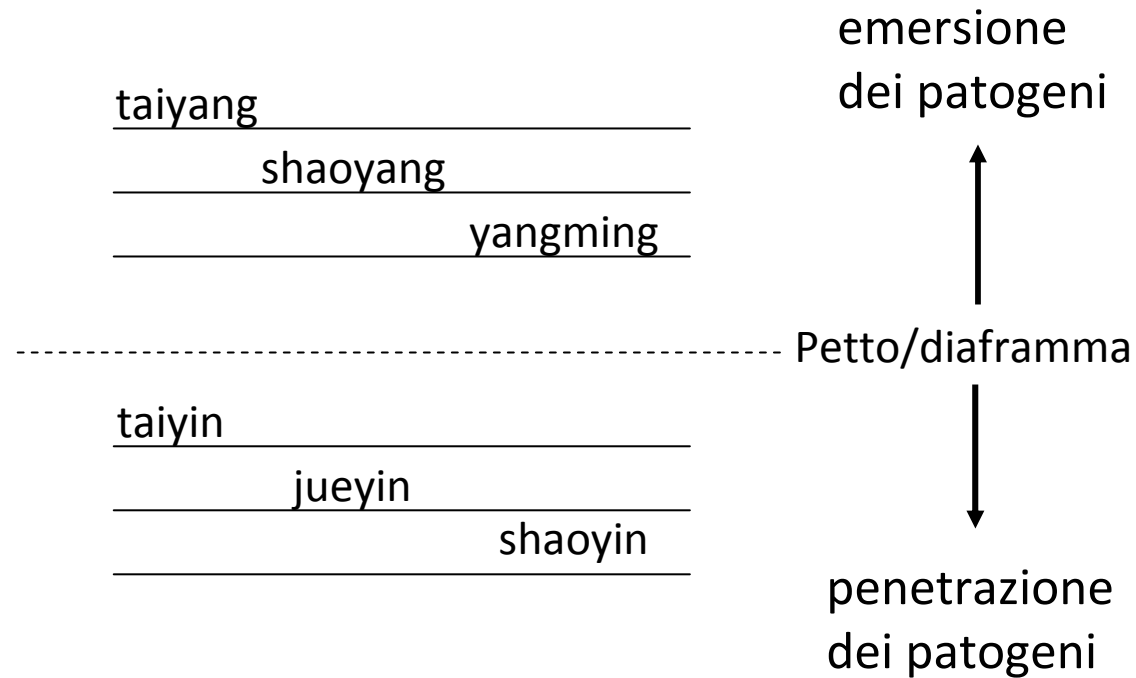 emersione
dei patogeni
taiyang
shaoyang
yangming
Petto/diaframma
taiyin
jueyin
shaoyin
penetrazione
dei patogeni